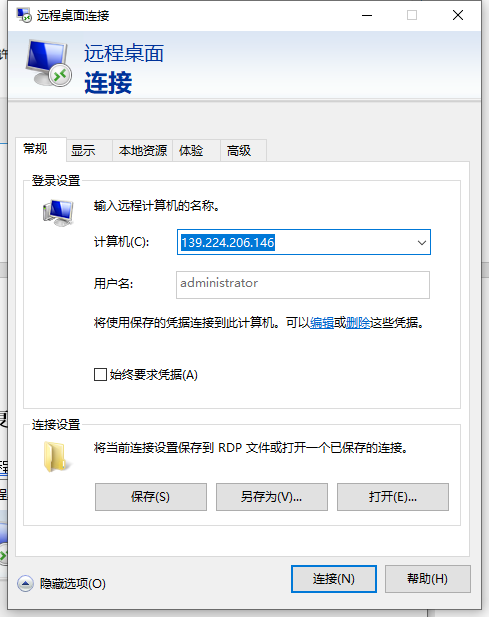 远程桌面连接
远程桌面
连接
常规 显示 本地资源 体验 高级
登录设置
输入远程计算机的名称。
计算机(C): 139.224.206.146
用户名: administrator
将使用保存的凭据连接到此计算机。可以编辑或删除这些凭据。
始终要求凭据(A)
连接设置
将当前连接设置保存到 RDP 文件或打开一个已保存的连接。
保存(S) 另存为(V)... 打开(E)...
隐藏选项(O) 连接(N) 帮助(H)